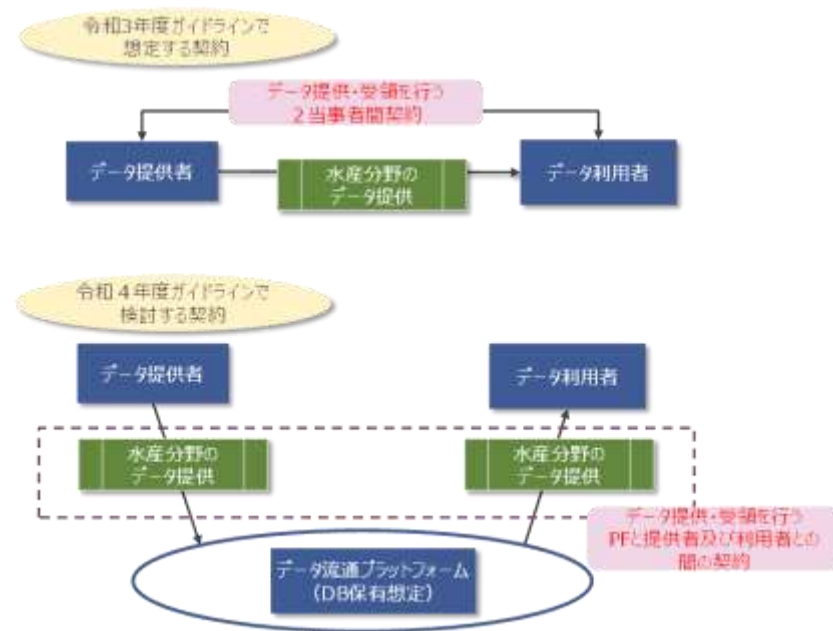 令和3年度ガイドラインで
想定する契約
データ提供・受領を行う
2当事者間契約
データ提供者
水産分野の
データ提供
データ利用者
令和4年度ガイドラインで
検討する契約
データ提供者
データ利用者
水産分野の
データ提供
水産分野の
データ提供
データ提供・受領を行う
PFと提供者及び利用者との
間の契約
データ流通プラットフォーム
(DB保有想定)